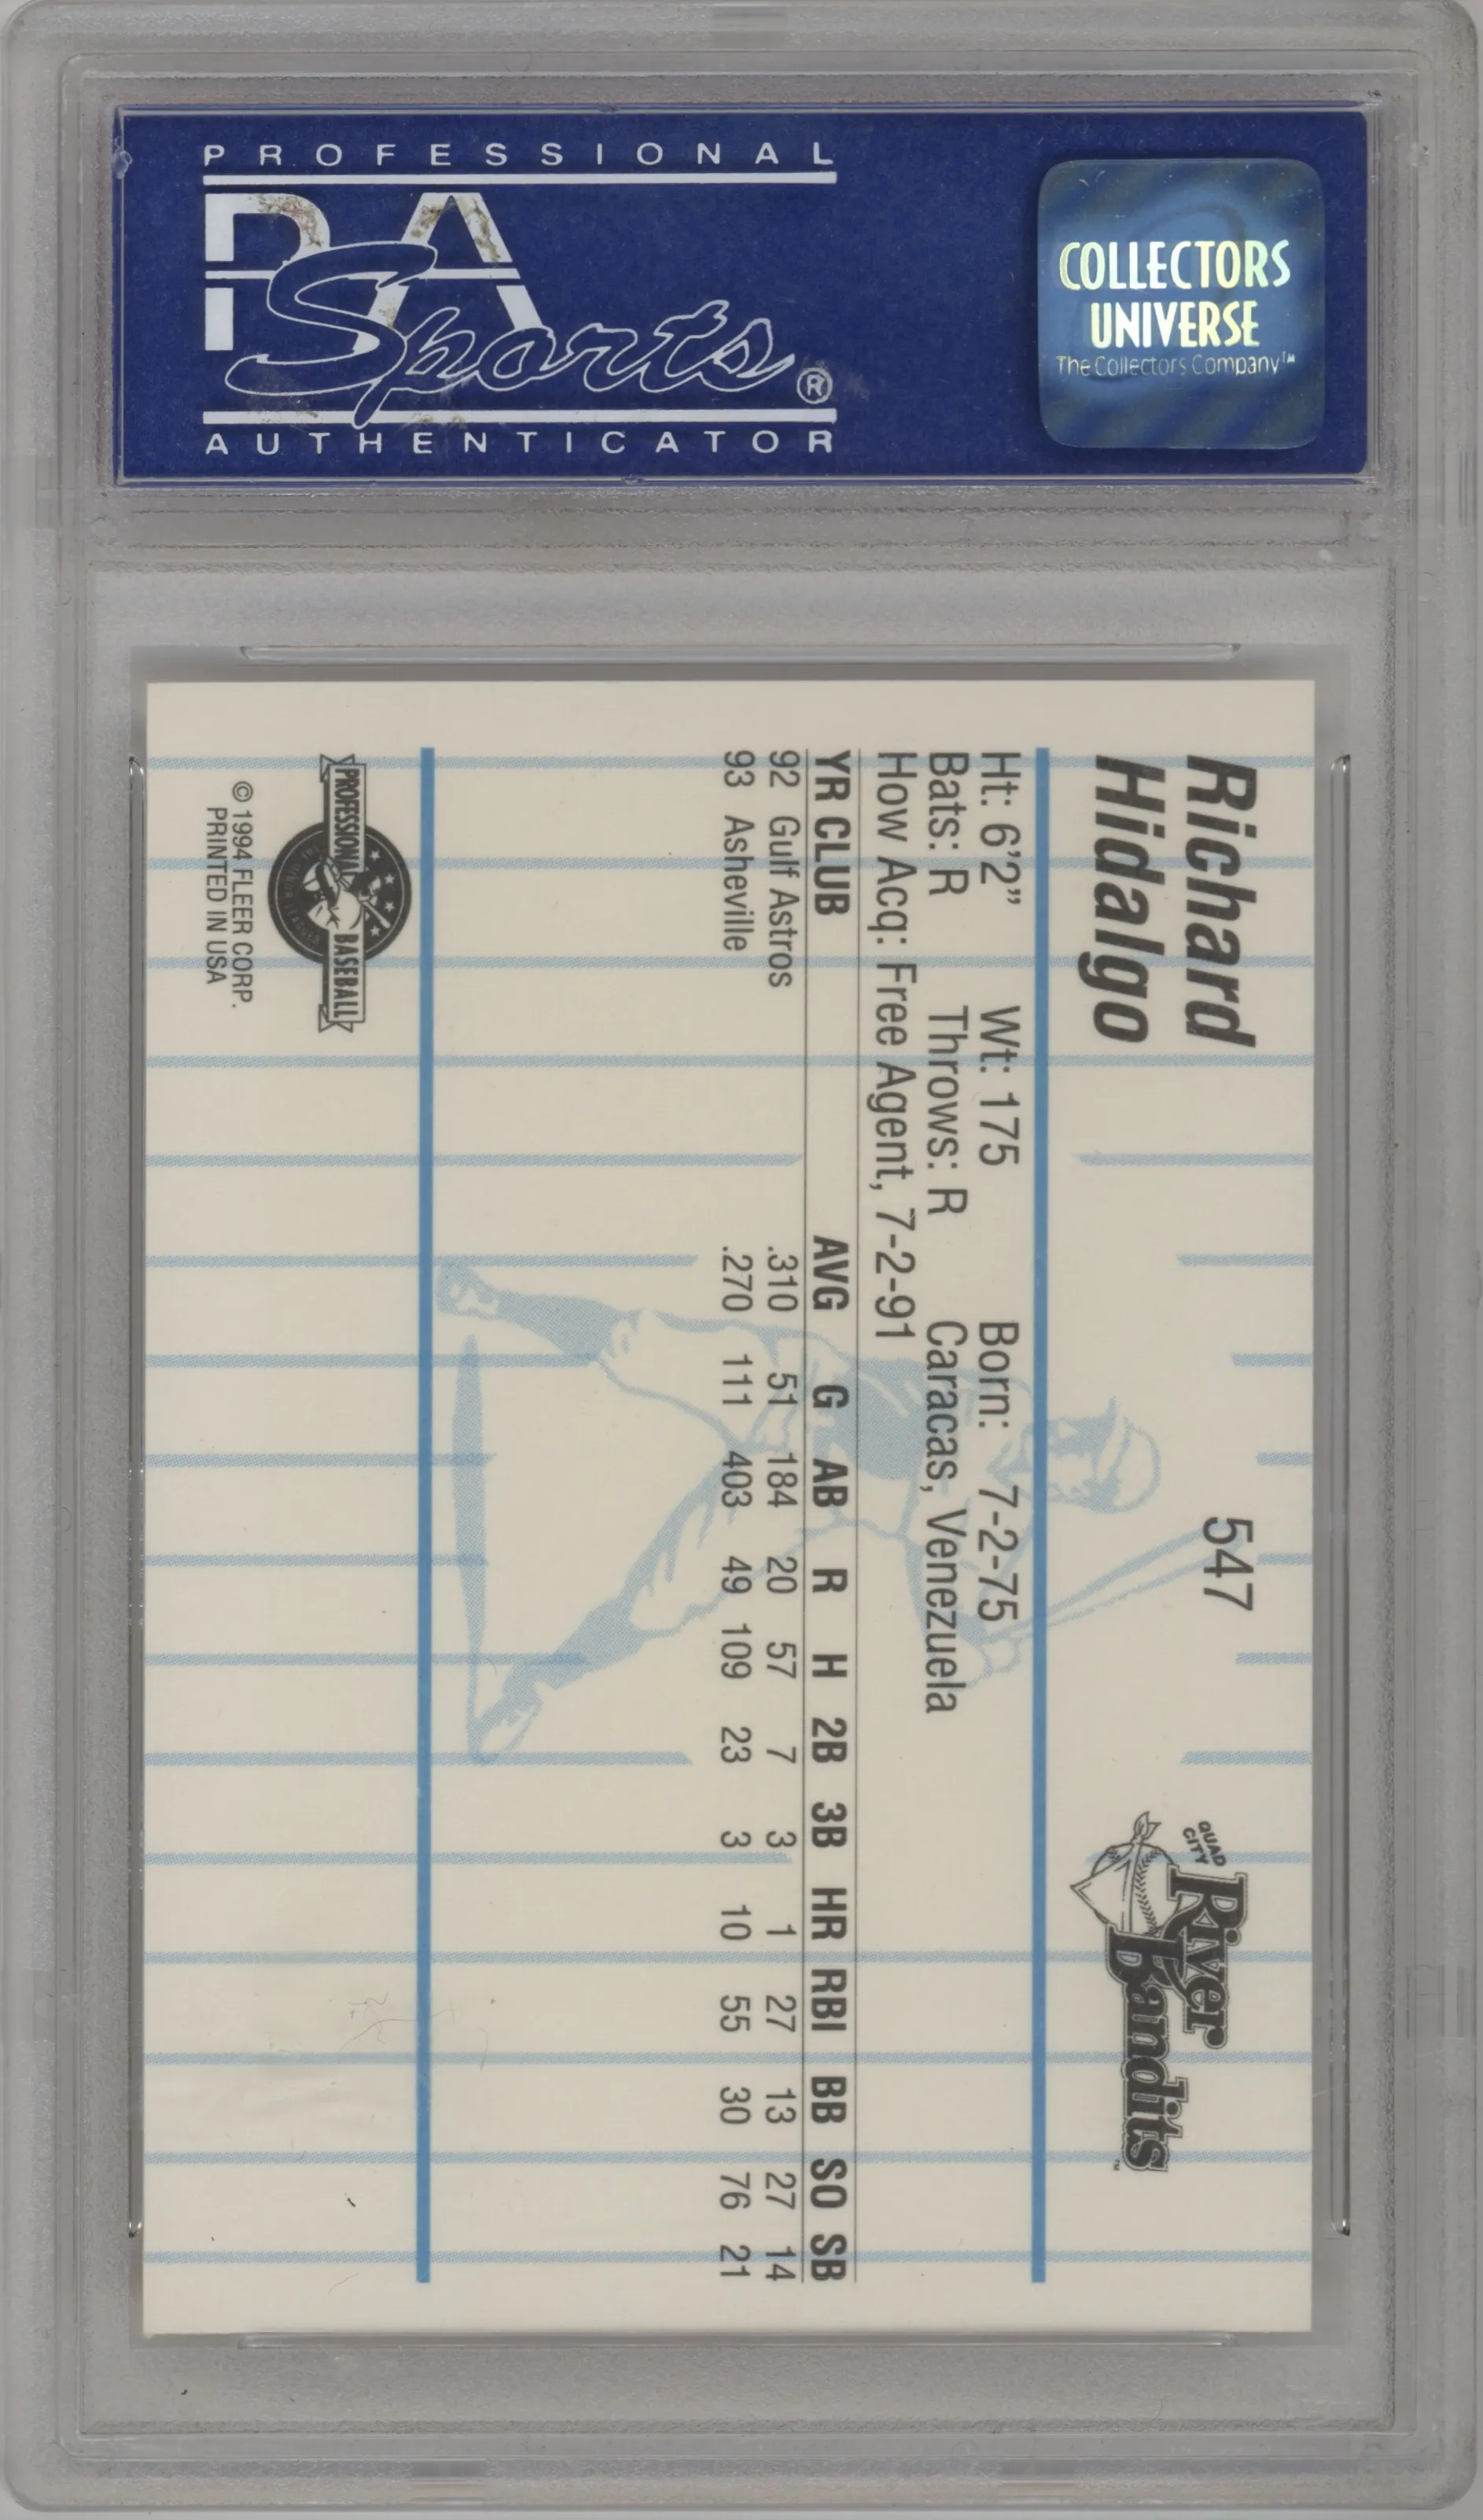 PROFESSIONAL
PSA
Sports®
AUTHENTICATOR
COLLECTORS
UNIVERSE
The Collectors Company™
Richard
Hidalgo
547
QUAD
CITY
River
Bandits™
Ht: 6'2" Wt: 175 Born: 7-2-75
Bats: R Throws: R Caracas, Venezuela
How Acq: Free Agent, 7-2-91
YR CLUB AVG G AB R H 2B 3B HR RBI BB SO SB
92 Gulf Astros .310 51 184 20 57 7 3 1 27 13 27 14
93 Asheville .270 111 403 49 109 23 3 10 55 30 76 21
PROFESSIONAL BASEBALL
© 1994 FLEER CORP.
PRINTED IN USA